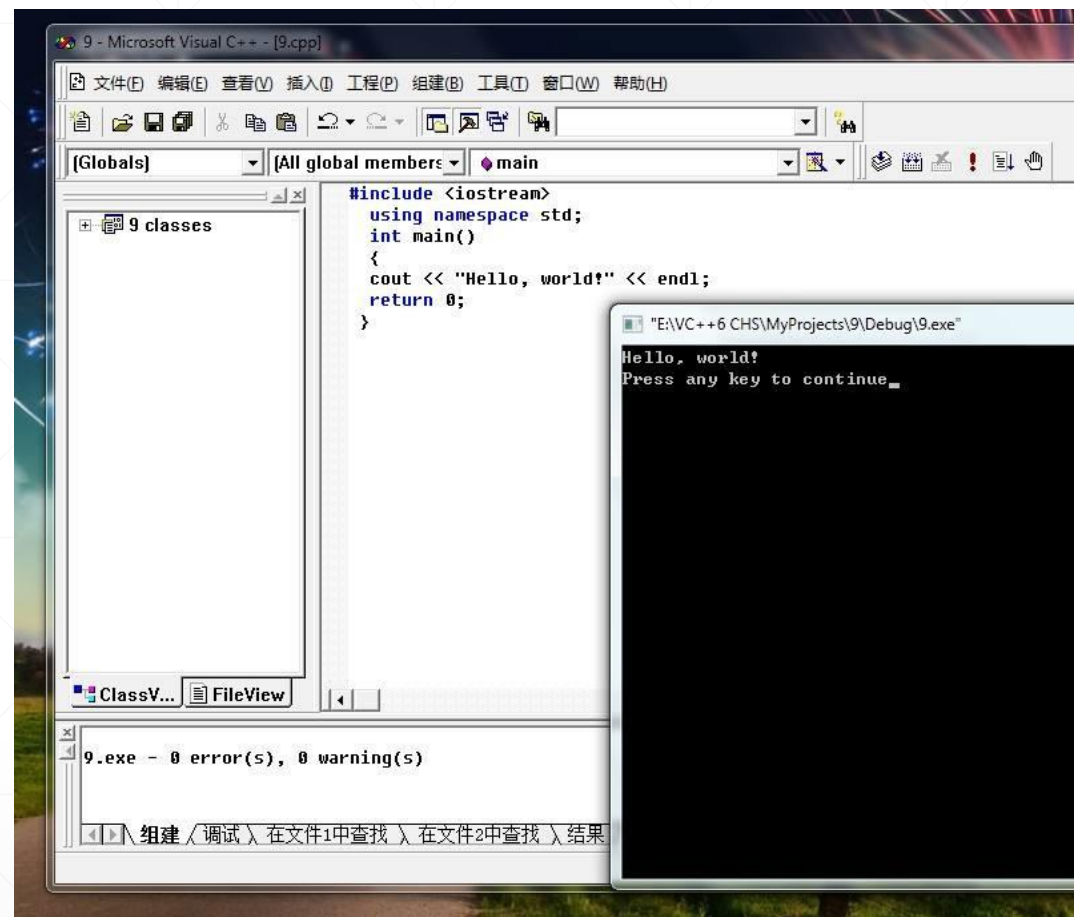 9 - Microsoft Visual C++ - [9.cpp]
文件(F) 编辑(E) 查看(V) 插入(I) 工程(P) 组建(B) 工具(T) 窗口(W) 帮助(H)
(Globals) (All global members main
9 classes
#include <iostream>
using namespace std;
int main()
{
cout << "Hello, world!" << endl;
return 0;
}
"E:\VC++6 CHS\MyProjects\9\Debug\9.exe"
Hello, world!
Press any key to continue_
ClassV... FileView
9.exe - 0 error(s), 0 warning(s)
组建 调试 在文件1中查找 在文件2中查找 结果